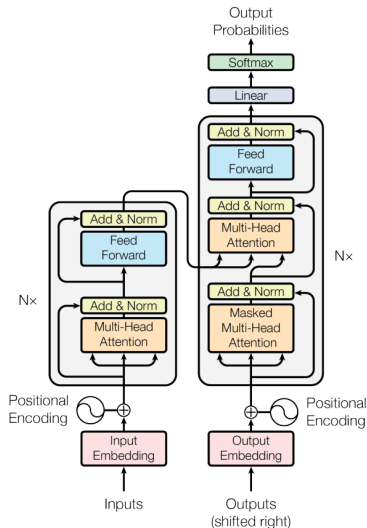 Output
Probabilities
Softmax
Linear
Add & Norm
Feed
Forward
Add & Norm
Multi-Head
Attention
Add & Norm
Masked
Multi-Head
Attention
N×
Positional
Encoding
Output
Embedding
Outputs
(shifted right)
Add & Norm
Feed
Forward
N×
Add & Norm
Multi-Head
Attention
Positional
Encoding
Input
Embedding
Inputs